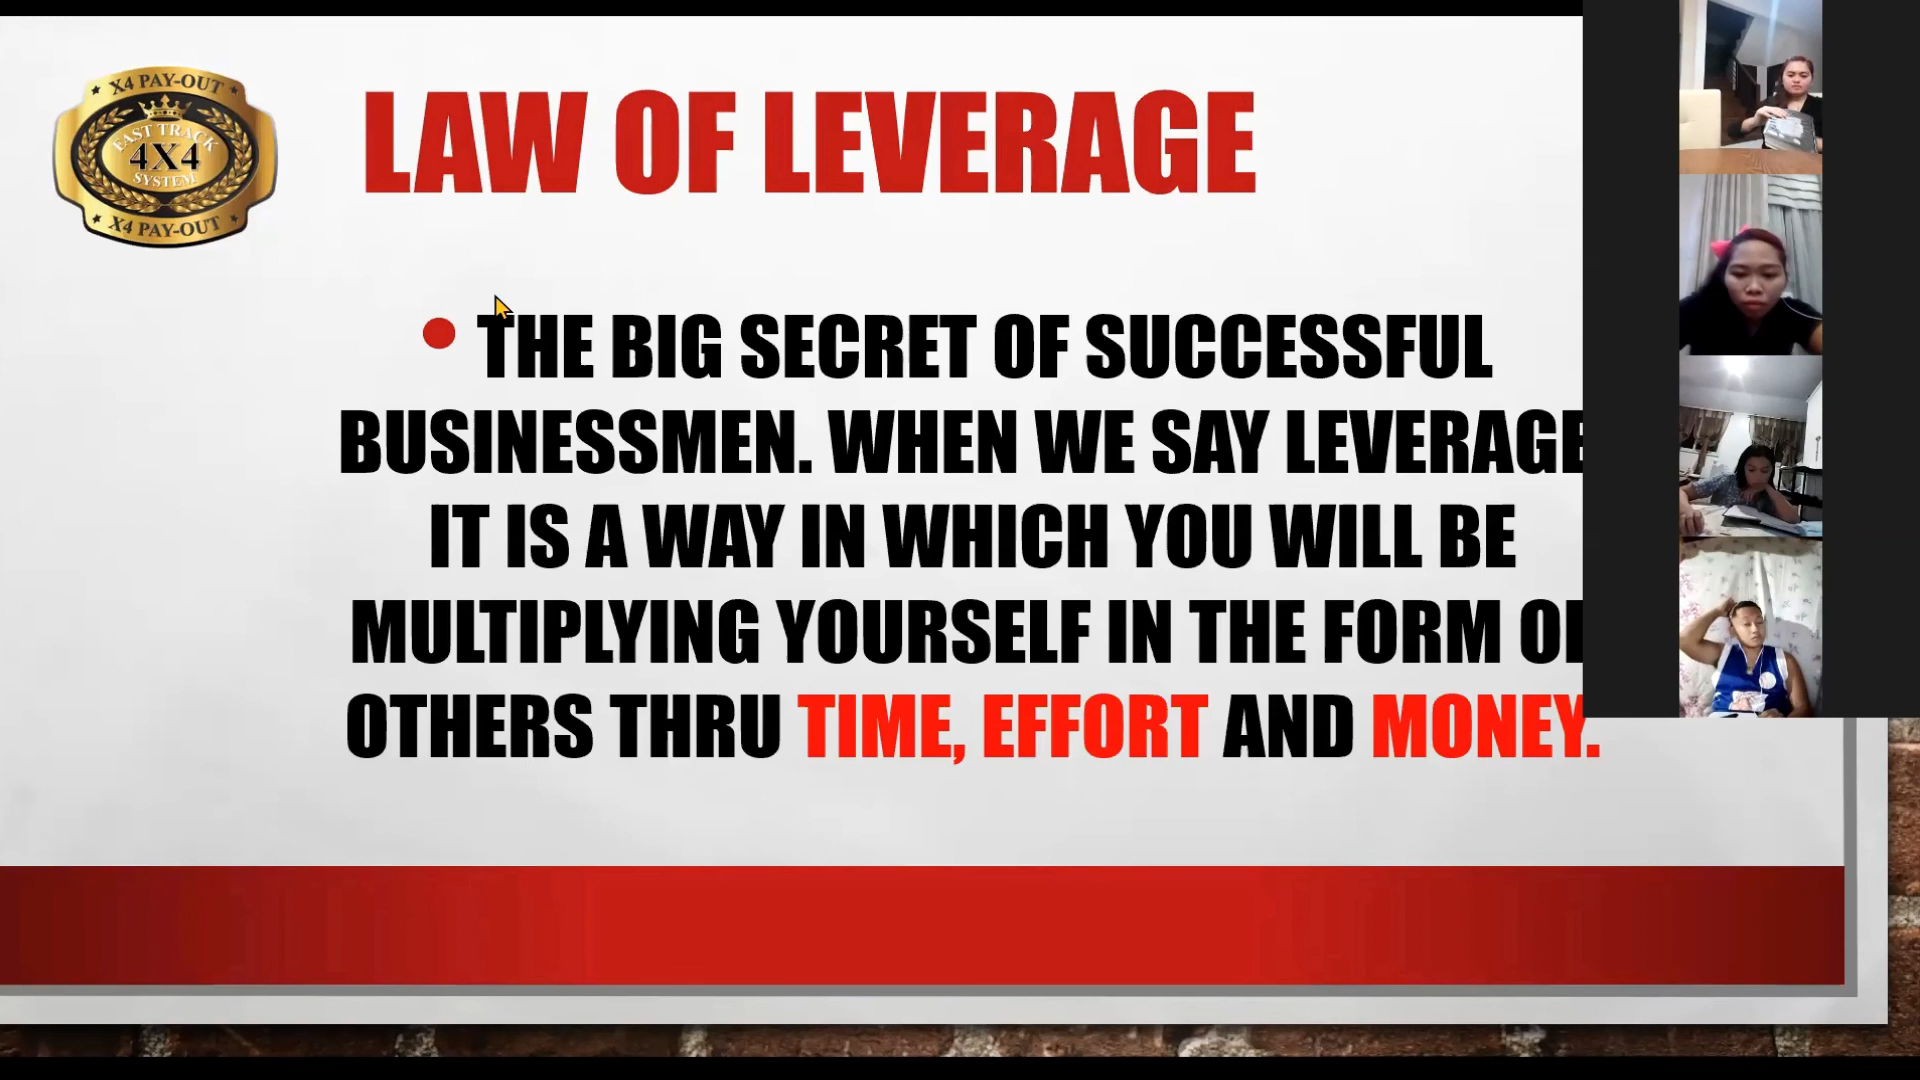 X4 PAY-OUT
FAST TRACK
4X4
SYSTEM
X4 PAY-OUT
LAW OF LEVERAGE
• THE BIG SECRET OF SUCCESSFUL
BUSINESSMEN. WHEN WE SAY LEVERAGE
IT IS A WAY IN WHICH YOU WILL BE
MULTIPLYING YOURSELF IN THE FORM OF
OTHERS THRU TIME, EFFORT AND MONEY.